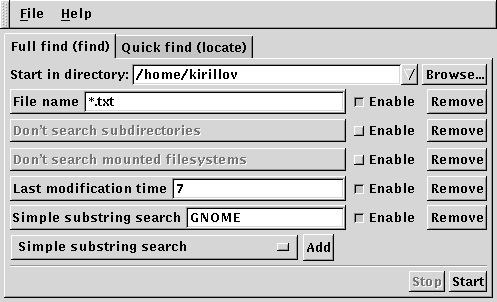 File Help
Full find (find) Quick find (locate)
Start in directory: /home/kirillov Browse...
File name *.txt Enable Remove
Don't search subdirectories Enable Remove
Don't search mounted filesystems Enable Remove
Last modification time 7 Enable Remove
Simple substring search GNOME Enable Remove
Simple substring search Add
Stop Start